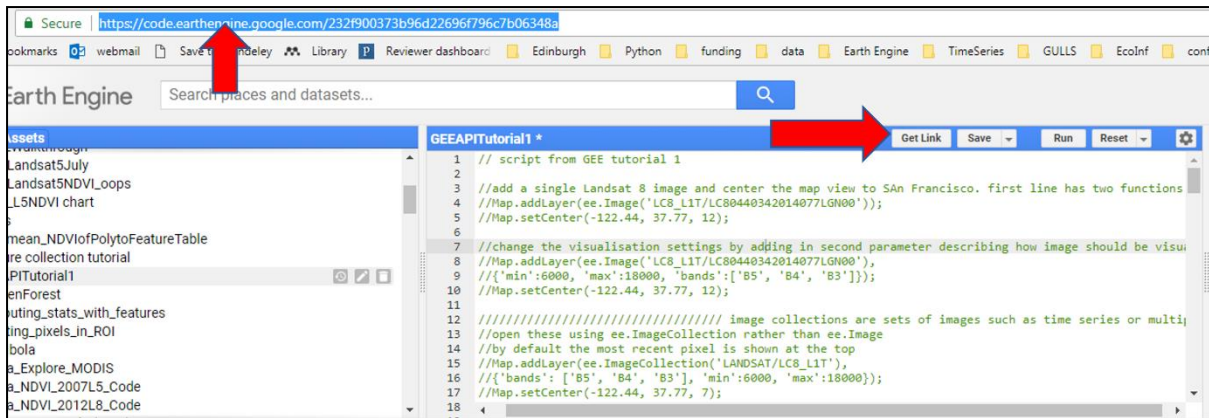 Secure | https://code.earthengine.google.com/232f900373b96d22696f796c7b06348a
ookmarks webmail Save to Mendeley Library Reviewer dashboard Edinburgh Python funding data Earth Engine TimeSeries GULLS EcoInf conf
Earth Engine Search places and datasets...
Assets
Landsat5July
Landsat5NDVI_oops
_L5NDVI chart
s
mean_NDVIofPolytoFeatureTable
re collection tutorial
APITutorial1
enForest
outing_stats_with_features
ting_pixels_in_ROI
bola
a_Explore_MODIS
a_NDVI_2007L5_Code
a_NDVI_2012L8_Code
GEEAPITutorial1 * Get Link Save Run Reset
1 // script from GEE tutorial 1
2
3 //add a single Landsat 8 image and center the map view to SAn Francisco. first line has two functions
4 //Map.addLayer(ee.Image('LC8_L1T/LC80440342014077LGN00'));
5 //Map.setCenter(-122.44, 37.77, 12);
6
7 //change the visualisation settings by adding in second parameter describing how image should be visua
8 //Map.addLayer(ee.Image('LC8_L1T/LC80440342014077LGN00'),
9 //{'min':6000, 'max':18000, 'bands':['B5', 'B4', 'B3']});
10 //Map.setCenter(-122.44, 37.77, 12);
11
12 ////////////////////////////////// image collections are sets of images such as time series or multip
13 //open these using ee.ImageCollection rather than ee.Image
14 //by default the most recent pixel is shown at the top
15 //Map.addLayer(ee.ImageCollection('LANDSAT/LC8_L1T'),
16 //{'bands': ['B5', 'B4', 'B3'], 'min':6000, 'max':18000});
17 //Map.setCenter(-122.44, 37.77, 7);
18